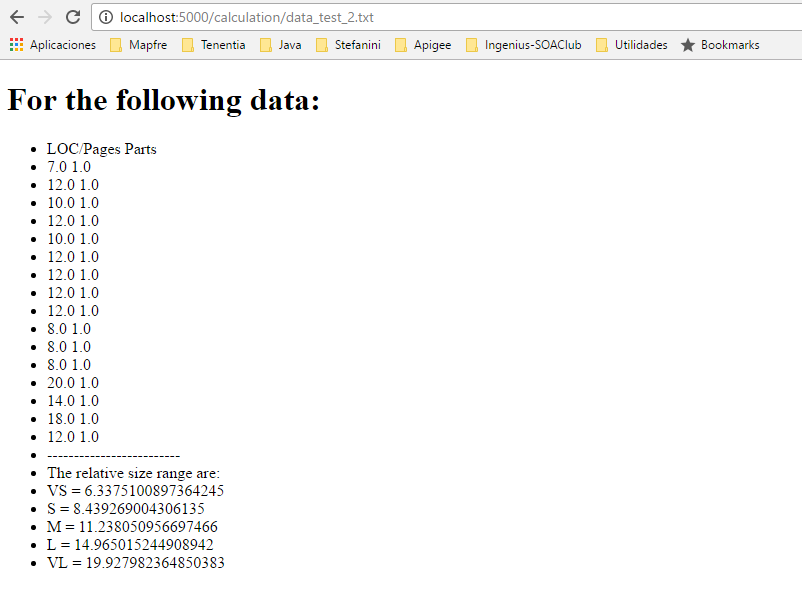 localhost:5000/calculation/data_test_2.txt
Aplicaciones Mapfre Tenentia Java Stefanini Apigee Ingenius-SOAClub Utilidades Bookmarks
For the following data:
LOC/Pages Parts
7.0 1.0
12.0 1.0
10.0 1.0
12.0 1.0
10.0 1.0
12.0 1.0
12.0 1.0
12.0 1.0
12.0 1.0
8.0 1.0
8.0 1.0
8.0 1.0
20.0 1.0
14.0 1.0
18.0 1.0
12.0 1.0
-------------------------
The relative size range are:
VS = 6.3375100897364245
S = 8.439269004306135
M = 11.238050956697466
L = 14.965015244908942
VL = 19.927982364850383